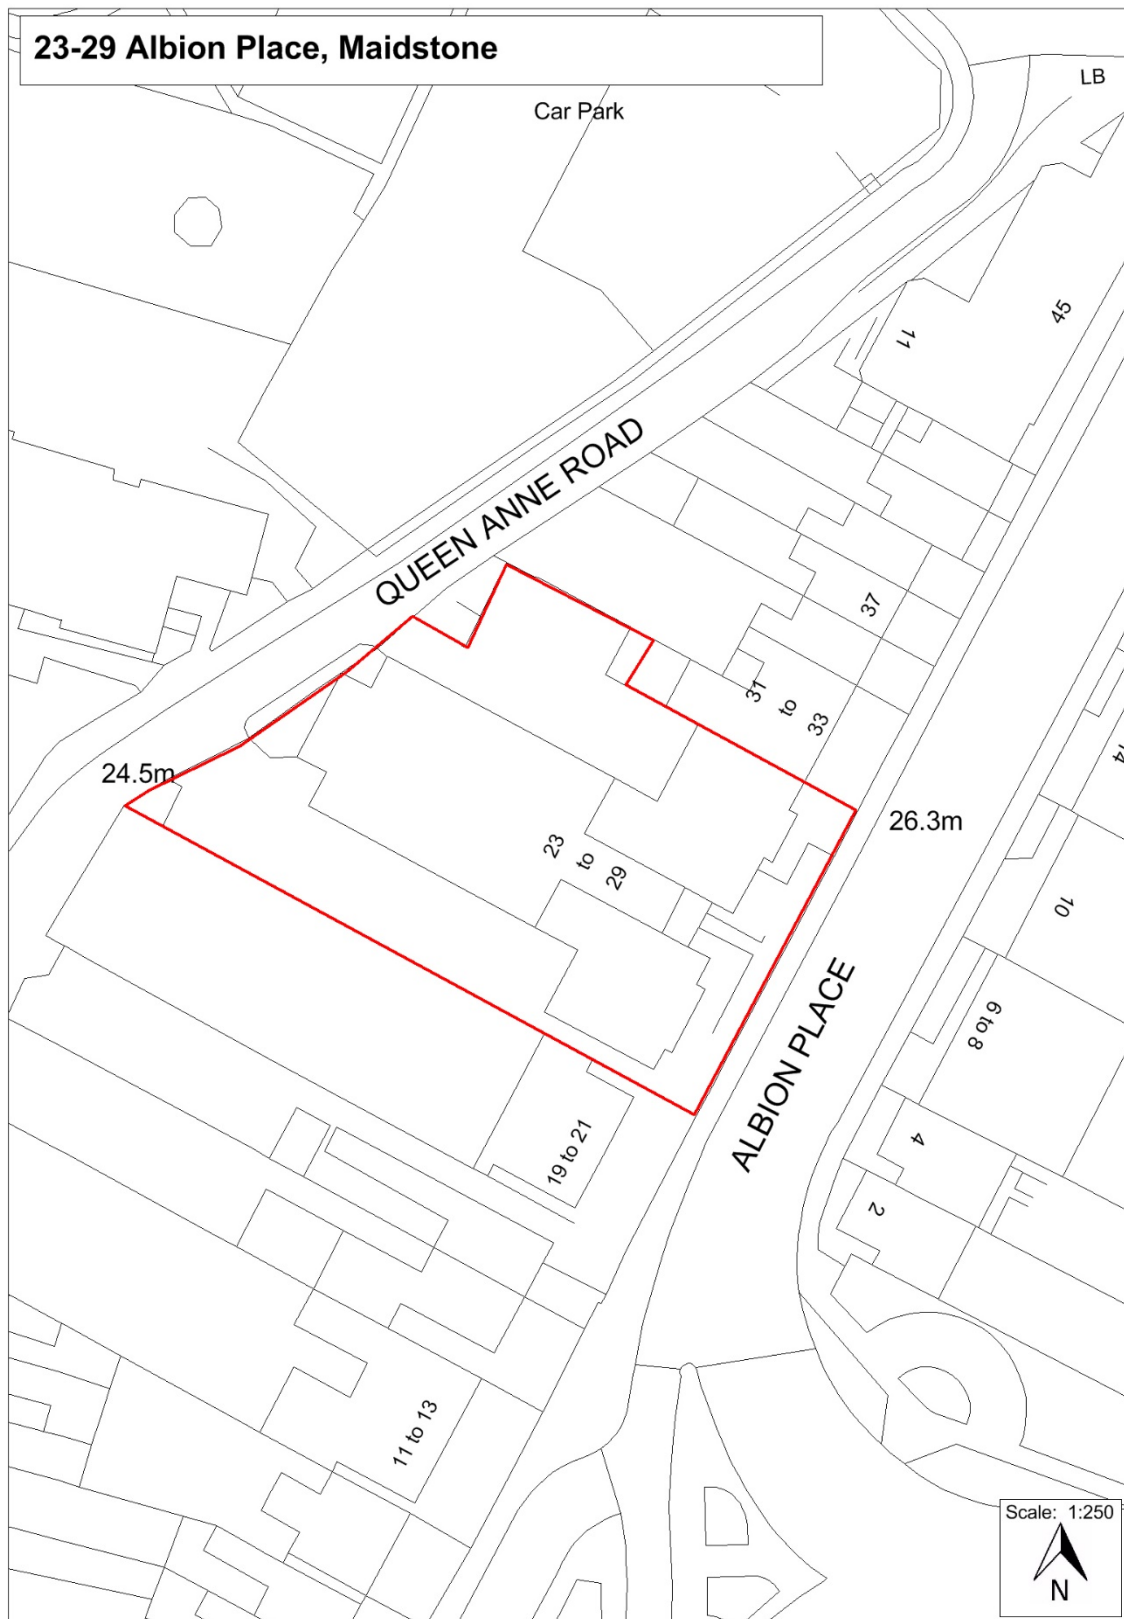 23-29 Albion Place, Maidstone
LB
Car Park
45
11
QUEEN ANNE ROAD
37
31
to
33
14
24.5m
26.3m
23
to
29
10
ALBION PLACE
6 to 8
19 to 21
4
2
11 to 13
Scale: 1:250
N